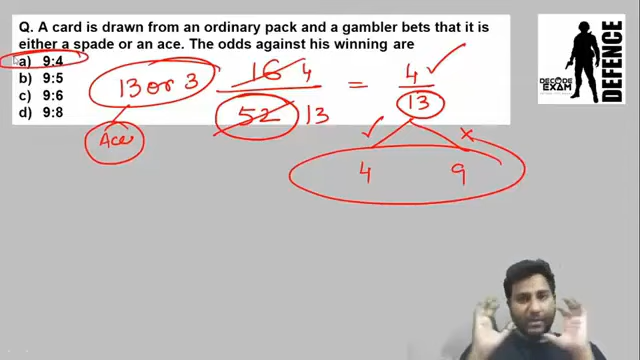 Q. A card is drawn from an ordinary pack and a gambler bets that it is
either a spade or an ace. The odds against his winning are
a) 9:4
b) 9:5
c) 9:6
d) 9:8
13 or 3
Ace
16 4
52 13
=
4
13
4 9
DECODE
EXAM
DEFENCE